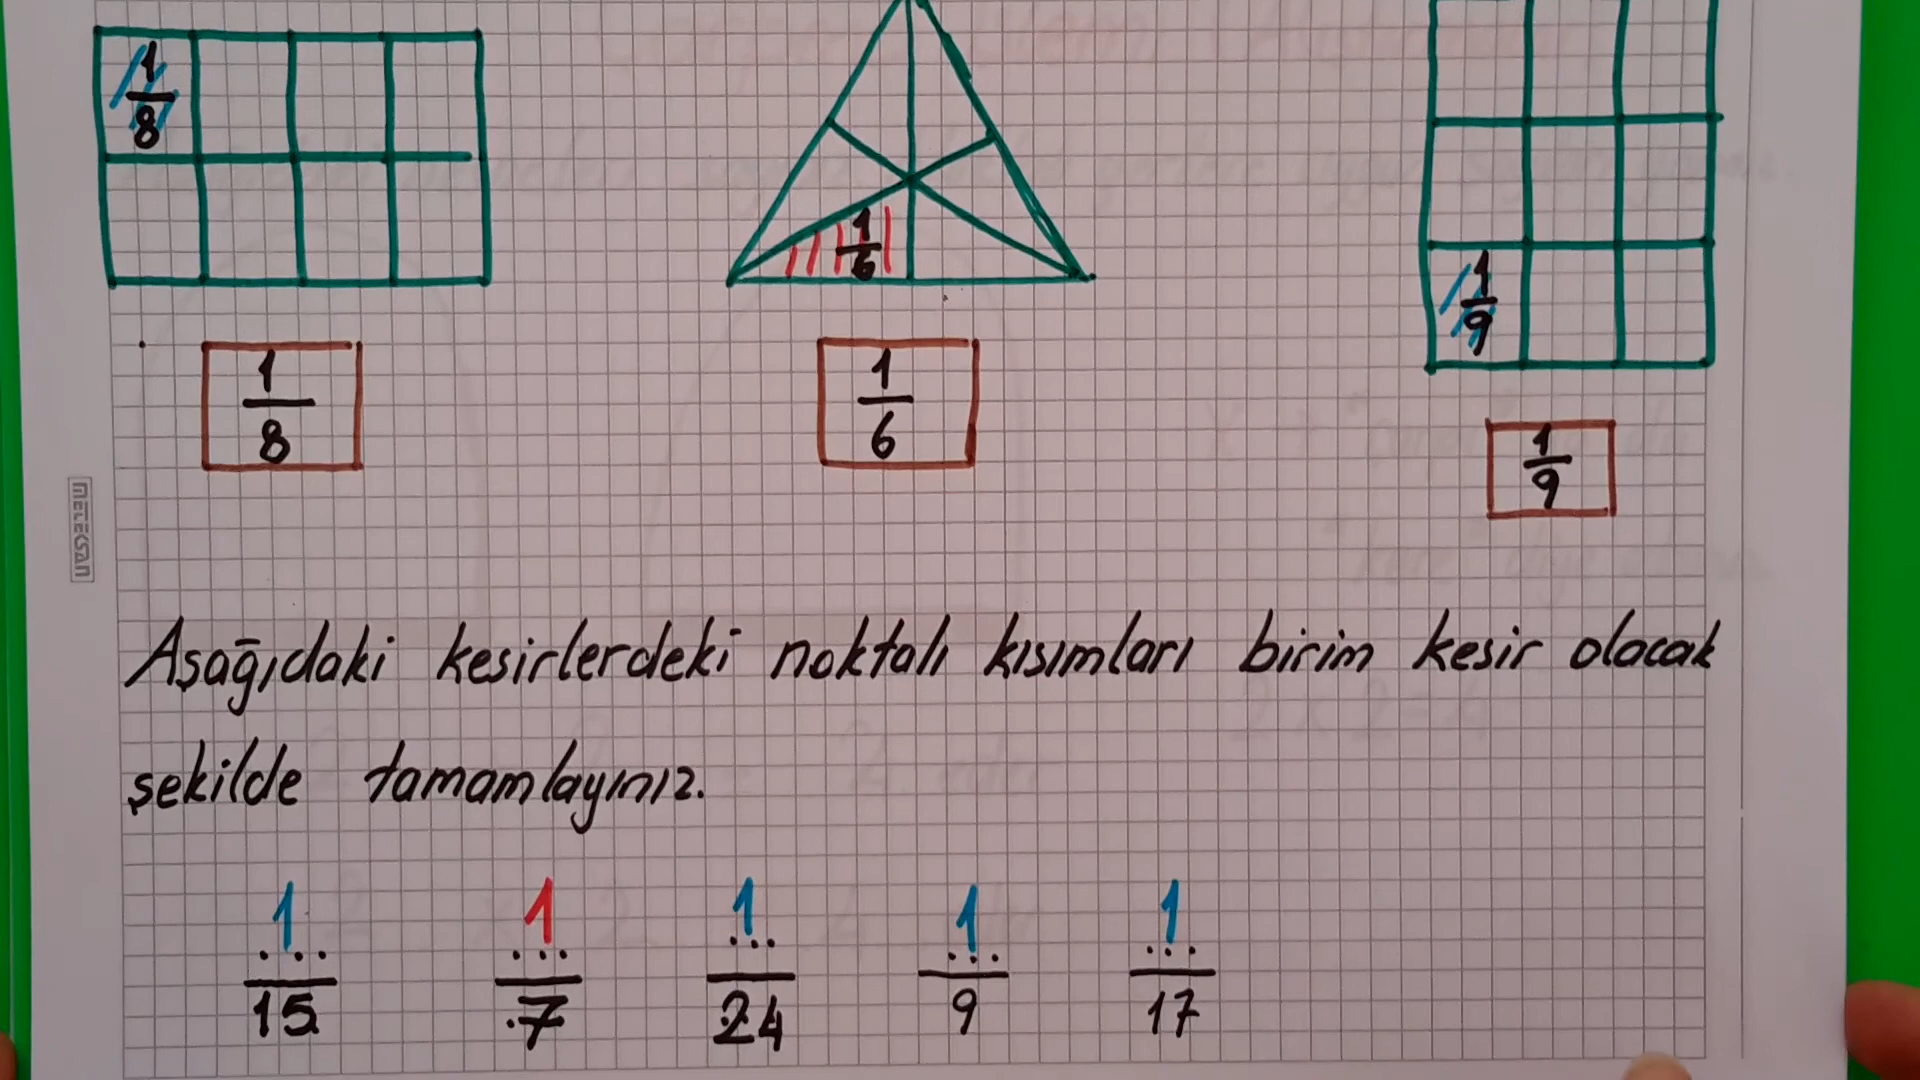 1/8
1/6
1/9
1/8
1/6
1/9
METEKSAN
Aşağıdaki kesirlerdeki noktalı kısımları birim kesir olacak
şekilde tamamlayınız.
1.../15 1.../7 1.../24 1.../9 1.../17